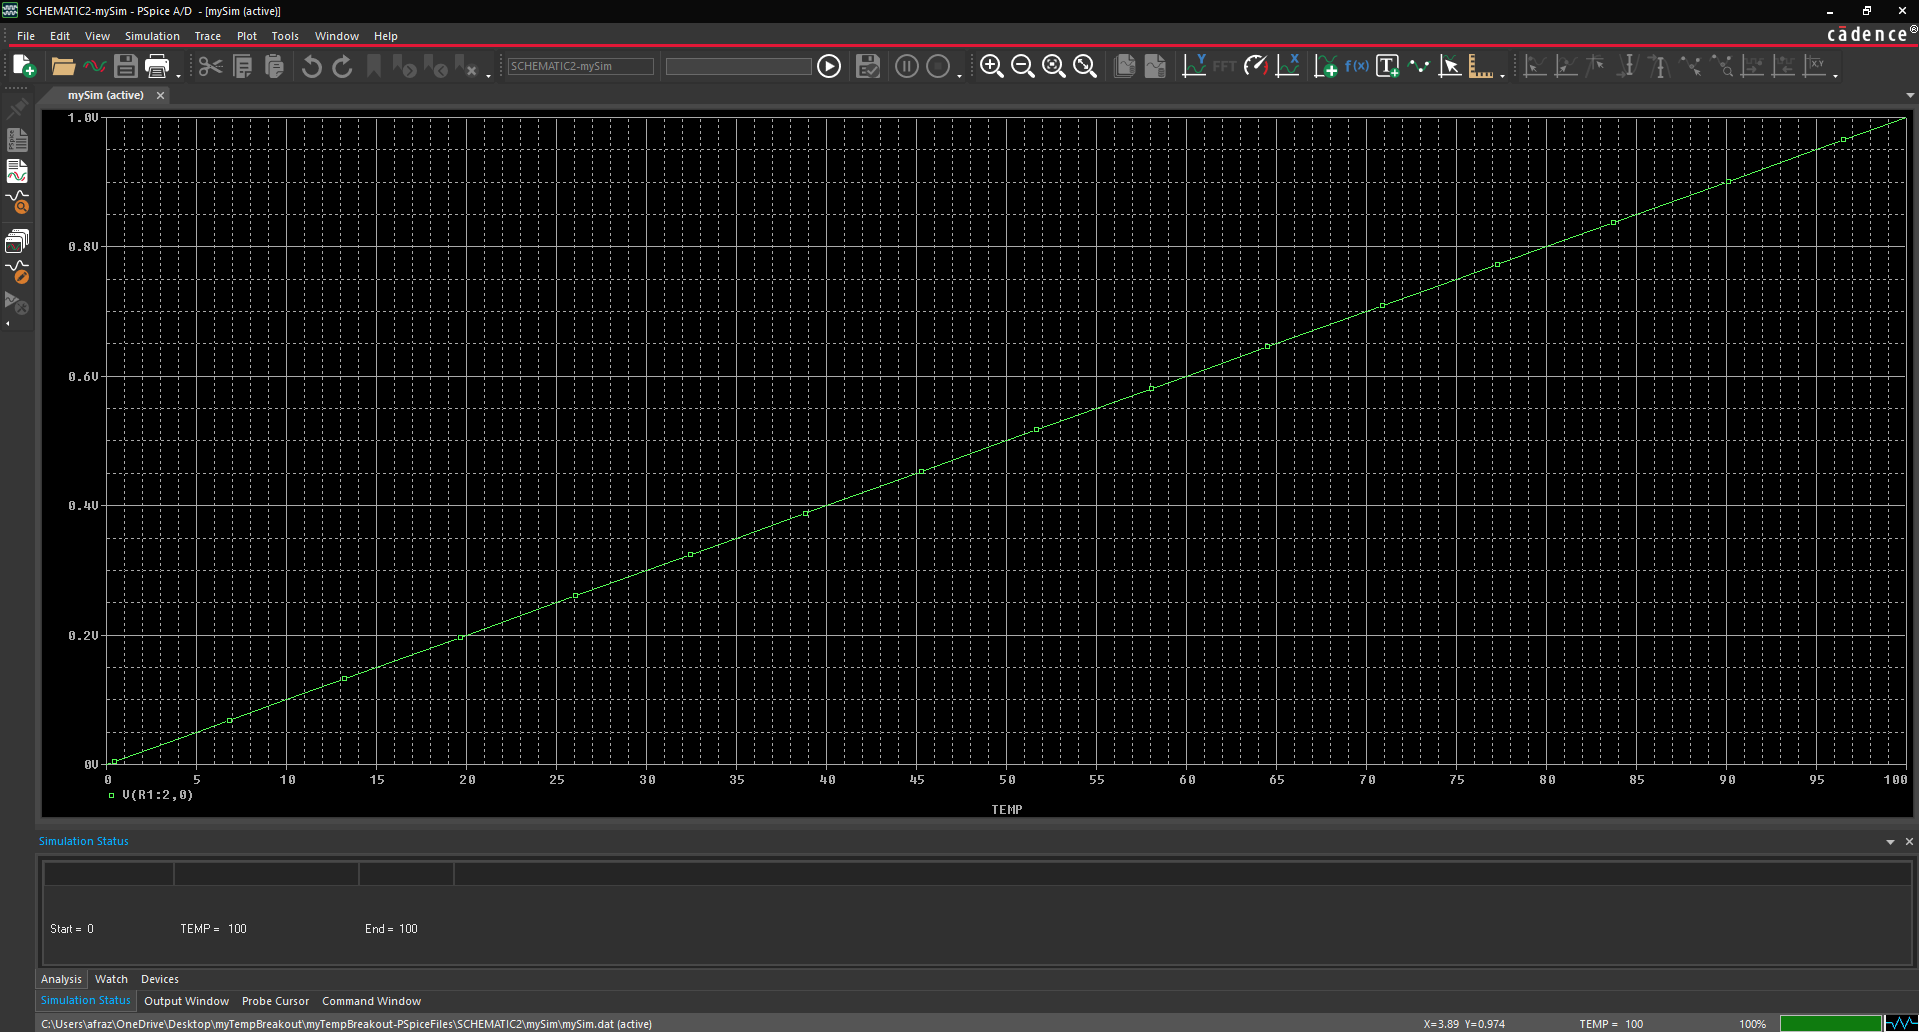 SCHEMATIC2-mySim - PSpice A/D - [mySim (active)]
File Edit View Simulation Trace Plot Tools Window Help
cādence®
SCHEMATIC2-mySim
FFT
Y
X
f(x)
T
X,Y
mySim (active)
PSpice
1.0V
0.8V
0.6V
0.4V
0.2V
0V
0 5 10 15 20 25 30 35 40 45 50 55 60 65 70 75 80 85 90 95 100
V(R1:2,0)
TEMP
Simulation Status
Start = 0 TEMP = 100 End = 100
Analysis Watch Devices
Simulation Status Output Window Probe Cursor Command Window
C:\Users\afraz\OneDrive\Desktop\myTempBreakout\myTempBreakout-PSpiceFiles\SCHEMATIC2\mySim\mySim.dat (active) X=3.89 Y=0.974 TEMP = 100 100%